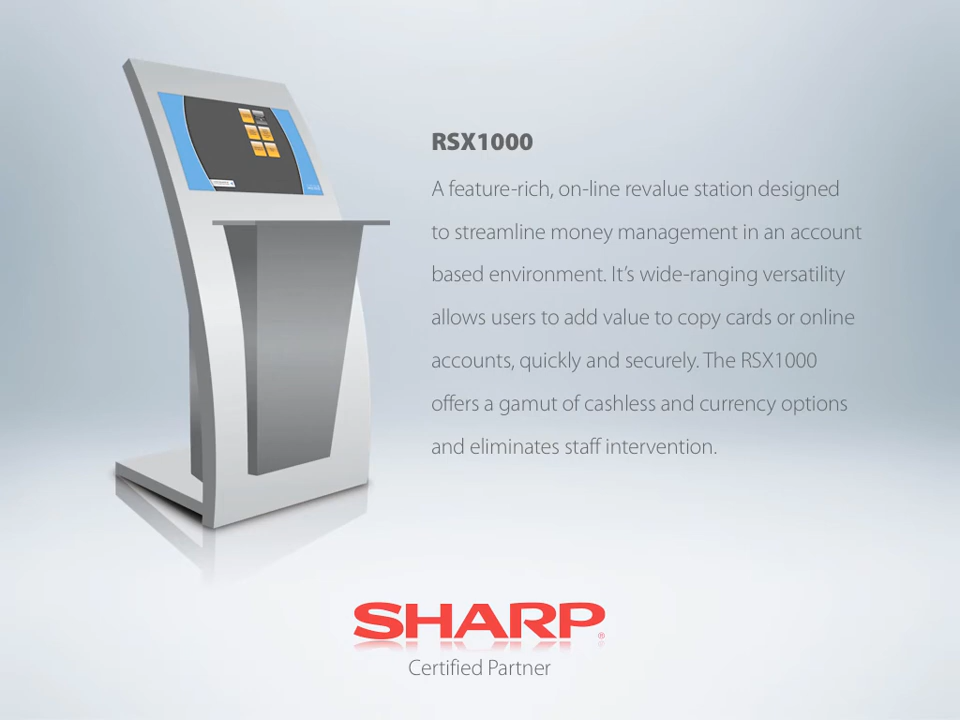 RSX1000
A feature-rich, on-line revalue station designed
to streamline money management in an account
based environment. It’s wide-ranging versatility
allows users to add value to copy cards or online
accounts, quickly and securely. The RSX1000
offers a gamut of cashless and currency options
and eliminates staff intervention.
SHARP®
Certified Partner